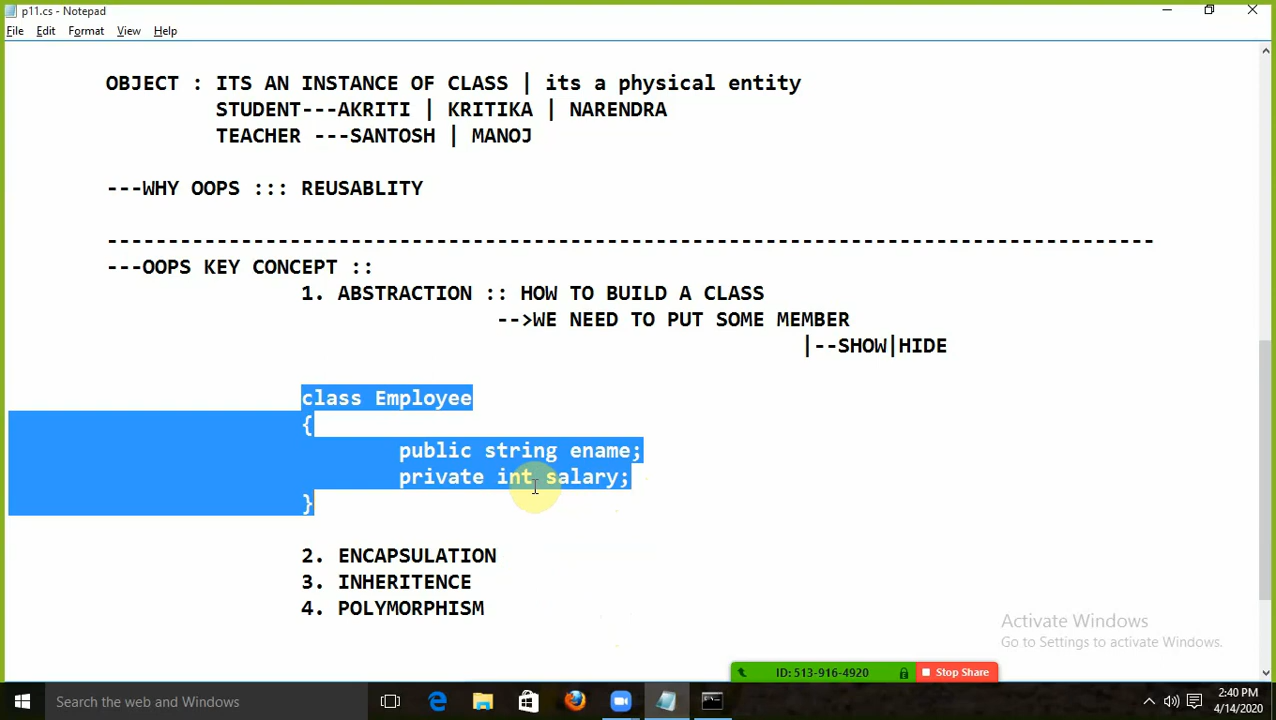 p11.cs - Notepad
File Edit Format View Help
OBJECT : ITS AN INSTANCE OF CLASS | its a physical entity
STUDENT---AKRITI | KRITIKA | NARENDRA
TEACHER ---SANTOSH | MANOJ
---WHY OOPS ::: REUSABLITY
---------------------------------------------------------------------------------------
---OOPS KEY CONCEPT ::
1. ABSTRACTION :: HOW TO BUILD A CLASS
-->WE NEED TO PUT SOME MEMBER
|--SHOW|HIDE
class Employee
{
public string ename;
private int salary;
}
2. ENCAPSULATION
3. INHERITENCE
4. POLYMORPHISM
Activate Windows
Go to Settings to activate Windows.
ID: 513-916-4920 Stop Share
Search the web and Windows
2:40 PM
4/14/2020